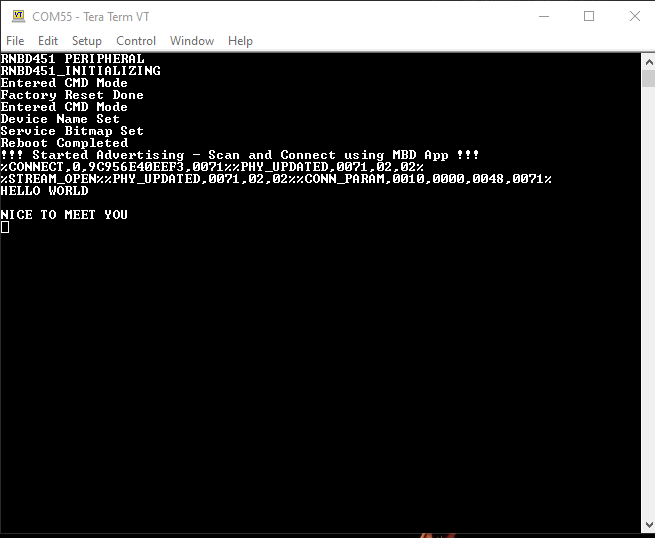 COM55 - Tera Term VT
File Edit Setup Control Window Help
RNBD451 PERIPHERAL
RNBD451_INITIALIZING
Entered CMD Mode
Factory Reset Done
Entered CMD Mode
Device Name Set
Service Bitmap Set
Reboot Completed
!!! Started Advertising - Scan and Connect using MBD App !!!
%CONNECT,0,9C956E40EEF3,0071%%PHY_UPDATED,0071,02,02%
%STREAM_OPEN%%PHY_UPDATED,0071,02,02%%CONN_PARAM,0010,0000,0048,0071%
HELLO WORLD
NICE TO MEET YOU